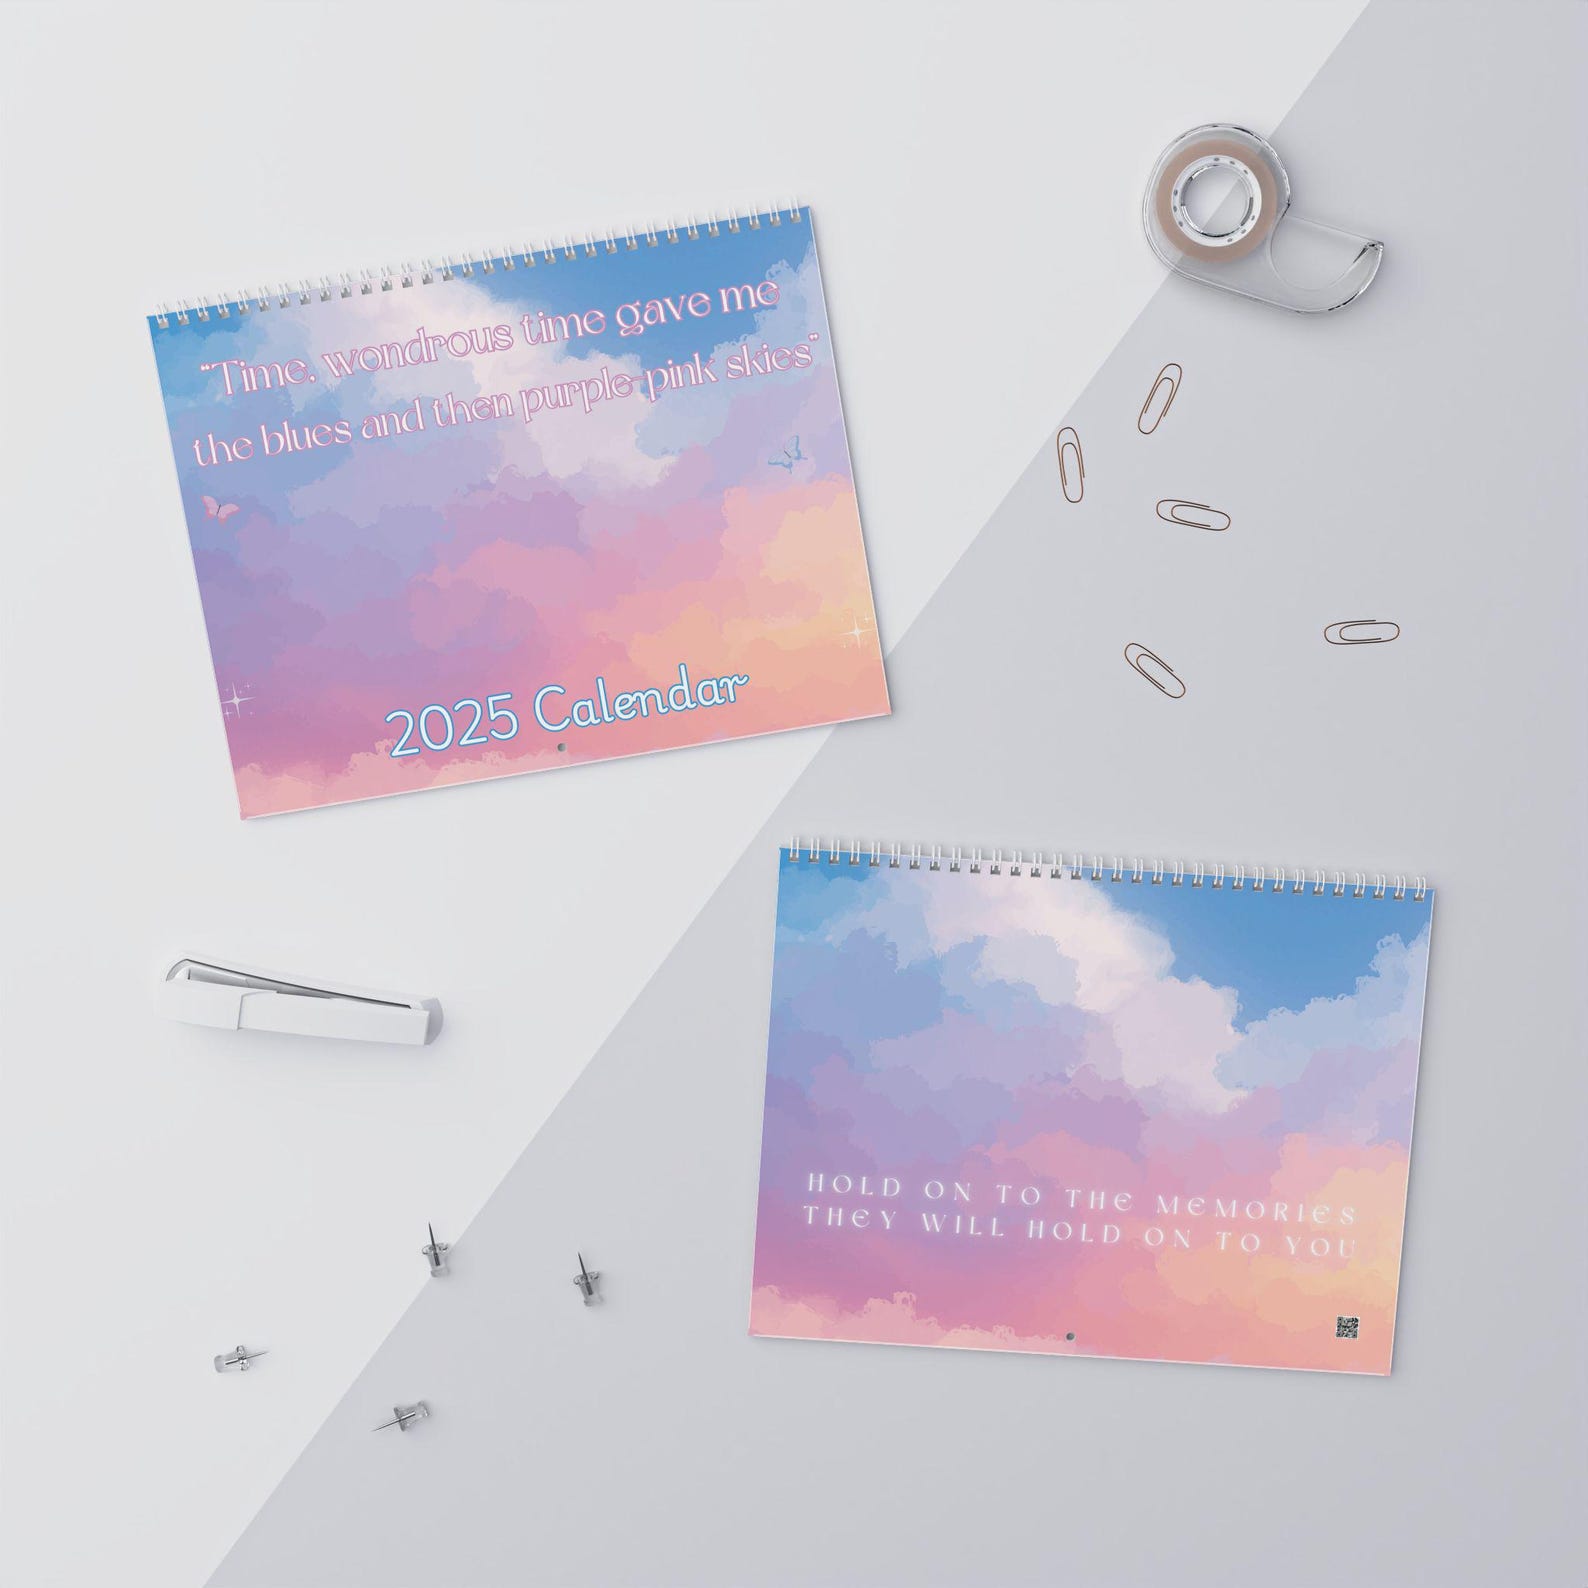 “Time, wondrous time gave me
the blues and then purple-pink skies”
2025 Calendar
HOLD ON TO THE MEMORIES
THEY WILL HOLD ON TO YOU